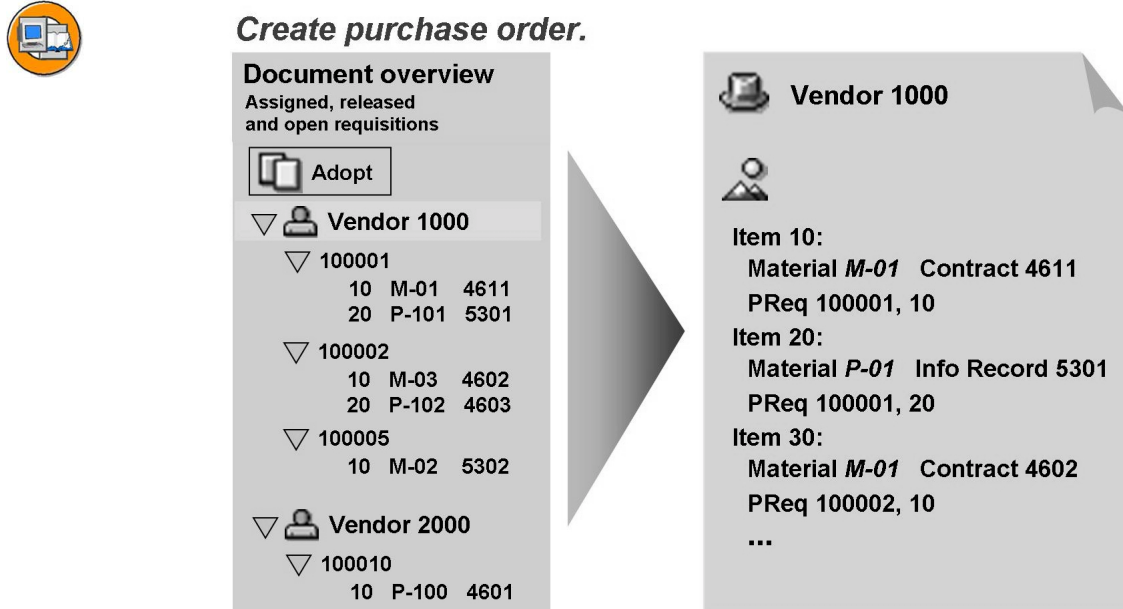 Create purchase order.
Document overview
Assigned, released
and open requisitions
Adopt
Vendor 1000
100001
10 M-01 4611
20 P-101 5301
100002
10 M-03 4602
20 P-102 4603
100005
10 M-02 5302
Vendor 2000
100010
10 P-100 4601
Vendor 1000
Item 10:
Material M-01 Contract 4611
PReq 100001, 10
Item 20:
Material P-01 Info Record 5301
PReq 100001, 20
Item 30:
Material M-01 Contract 4602
PReq 100002, 10
...